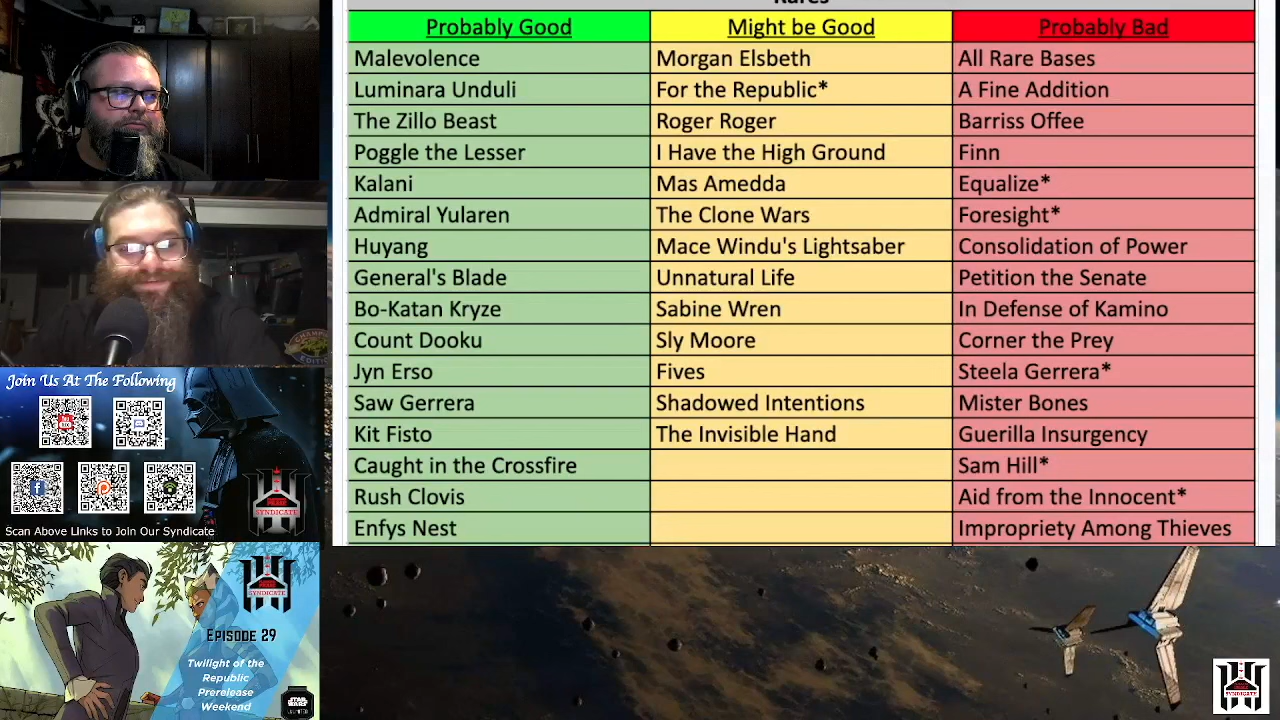 Rares
Probably Good Might be Good Probably Bad
Malevolence Morgan Elsbeth All Rare Bases
Luminara Unduli For the Republic* A Fine Addition
The Zillo Beast Roger Roger Barriss Offee
Poggle the Lesser I Have the High Ground Finn
Kalani Mas Amedda Equalize*
Admiral Yularen The Clone Wars Foresight*
Huyang Mace Windu's Lightsaber Consolidation of Power
General's Blade Unnatural Life Petition the Senate
Bo-Katan Kryze Sabine Wren In Defense of Kamino
Count Dooku Sly Moore Corner the Prey
Jyn Erso Fives Steela Gerrera*
Saw Gerrera Shadowed Intentions Mister Bones
Kit Fisto The Invisible Hand Guerilla Insurgency
Caught in the Crossfire Sam Hill*
Rush Clovis Aid from the Innocent*
Enfys Nest Impropriety Among Thieves
Join Us At The Following
SYNDICATE
Scan Above Links to Join Our Syndicate
SYNDICATE
Episode 29
Twilight of the
Republic
Prerelease
Weekend
STAR
WARS
SYNDICATE